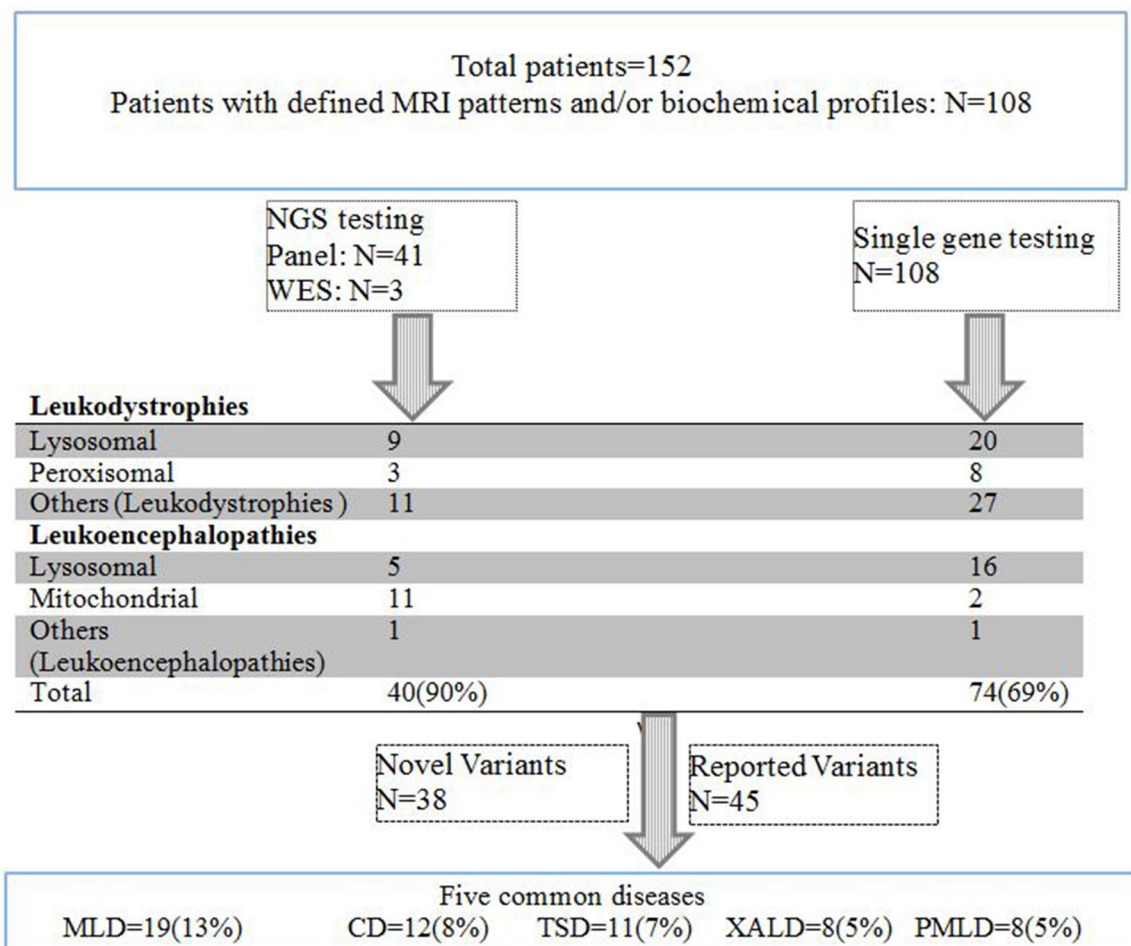 Total patients=152
Patients with defined MRI patterns and/or biochemical profiles: N=108
NGS testing
Panel: N=41
WES: N=3
Single gene testing
N=108
Leukodystrophies
Lysosomal 9 20
Peroxisomal 3 8
Others (Leukodystrophies ) 11 27
Leukoencephalopathies
Lysosomal 5 16
Mitochondrial 11 2
Others 1 1
(Leukoencephalopathies)
Total 40(90%) 74(69%)
Novel Variants
N=38
Reported Variants
N=45
Five common diseases
MLD=19(13%) CD=12(8%) TSD=11(7%) XALD=8(5%) PMLD=8(5%)